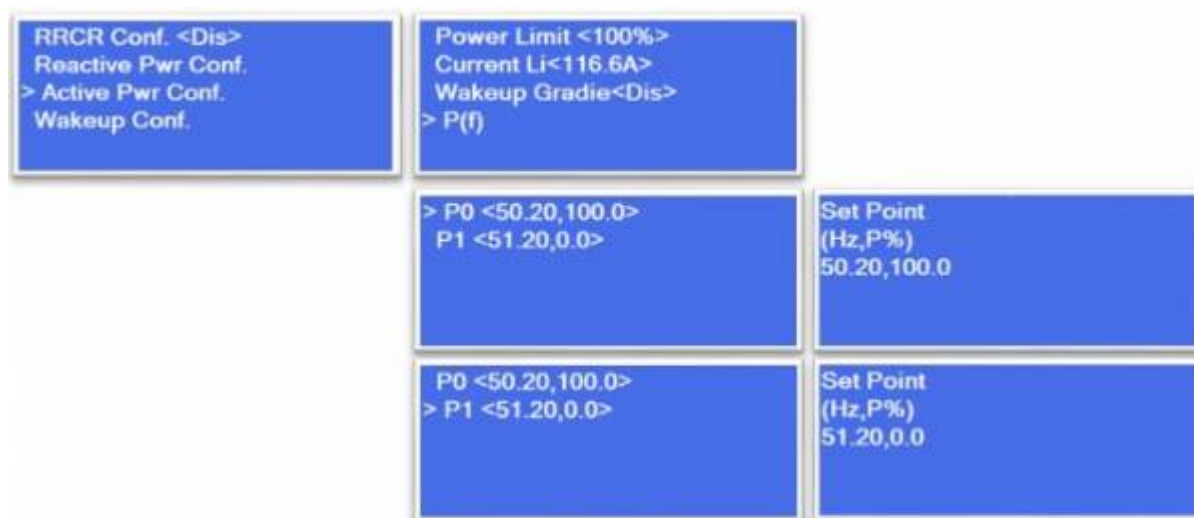 RRCR Conf. <Dis>
Reactive Pwr Conf.
> Active Pwr Conf.
Wakeup Conf.
Power Limit <100%>
Current Li<116.6A>
Wakeup Gradie<Dis>
> P(f)
> P0 <50.20,100.0>
P1 <51.20,0.0>
Set Point
(Hz,P%)
50.20,100.0
P0 <50.20,100.0>
> P1 <51.20,0.0>
Set Point
(Hz,P%)
51.20,0.0